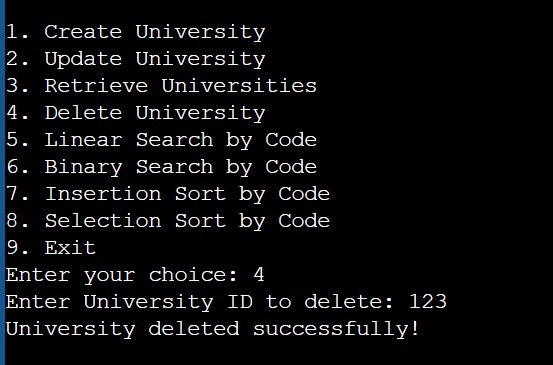 1. Create University
2. Update University
3. Retrieve Universities
4. Delete University
5. Linear Search by Code
6. Binary Search by Code
7. Insertion Sort by Code
8. Selection Sort by Code
9. Exit
Enter your choice: 4
Enter University ID to delete: 123
University deleted successfully!